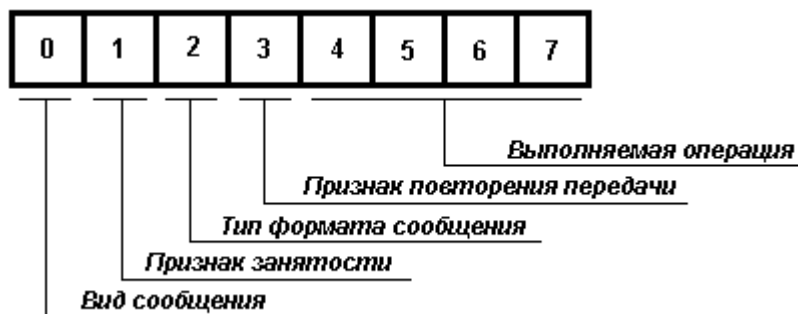 0 1 2 3 4 5 6 7
Выполняемая операция
Признак повторения передачи
Тип формата сообщения
Признак занятости
Вид сообщения